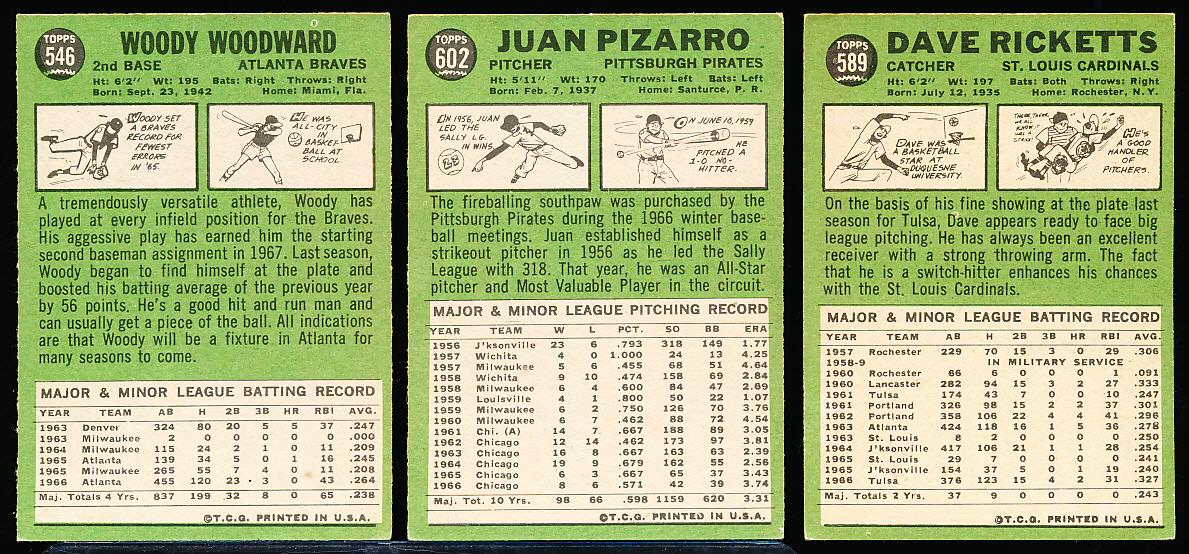 TOPPS
546
WOODY WOODWARD
2nd BASE ATLANTA BRAVES
Ht: 6'2" Wt: 195 Bats: Right Throws: Right
Born: Sept. 23, 1942 Home: Miami, Fla.
WOODY SET
A BRAVES
RECORD FOR
FEWEST
ERRORS
IN '65.
HE WAS
ALL-CITY
IN
BASKET-
BALL AT
SCHOOL.
A tremendously versatile athlete, Woody has
played at every infield position for the Braves.
His aggressive play has earned him the starting
second baseman assignment in 1967. Last season,
Woody began to find himself at the plate and
boosted his batting average of the previous year
by 56 points. He's a good hit and run man and
can usually get a piece of the ball. All indications
are that Woody will be a fixture in Atlanta for
many seasons to come.
MAJOR & MINOR LEAGUE BATTING RECORD
YEAR TEAM AB H 2B 3B HR RBI AVG.
1963 Denver 324 80 20 5 5 37 .247
1963 Milwaukee 2 0 0 0 0 0 .000
1964 Milwaukee 115 24 2 1 0 11 .209
1965 Atlanta 139 34 5 0 1 16 .245
1965 Milwaukee 265 55 7 4 0 11 .208
1966 Atlanta 455 120 23 3 0 43 .264
Maj. Totals 4 Yrs. 837 199 32 8 0 65 .238
©T.C.G. PRINTED IN U.S.A.
TOPPS
602
JUAN PIZARRO
PITCHER PITTSBURGH PIRATES
Ht: 5'11" Wt: 170 Throws: Left Bats: Left
Born: Feb. 7, 1937 Home: Santurce, P. R.
IN 1956, JUAN
LED THE
SALLY LG.
IN WINS.
23
ON JUNE 16, 1959
HE
PITCHED A
1-0 NO-
HITTER.
The fireballing southpaw was purchased by the
Pittsburgh Pirates during the 1966 winter base-
ball meetings. Juan established himself as a
strikeout pitcher in 1956 as he led the Sally
League with 318. That year, he was an All-Star
pitcher and Most Valuable Player in the circuit.
MAJOR & MINOR LEAGUE PITCHING RECORD
YEAR TEAM W L PCT. SO BB ERA
1956 J'ksonville 23 6 .793 318 149 1.77
1957 Wichita 4 0 1.000 24 13 4.25
1957 Milwaukee 5 6 .455 68 51 4.64
1958 Wichita 9 10 .474 158 69 2.84
1958 Milwaukee 6 4 .600 84 47 2.69
1959 Louisville 4 1 .800 50 22 1.07
1959 Milwaukee 6 2 .750 126 70 3.76
1960 Milwaukee 6 7 .462 88 72 4.54
1961 Chi. (A) 14 7 .667 188 89 3.05
1962 Chicago 12 14 .462 173 97 3.81
1963 Chicago 16 8 .667 163 63 2.39
1964 Chicago 19 9 .679 162 55 2.56
1965 Chicago 6 3 .667 65 37 3.43
1966 Chicago 8 6 .571 42 39 3.74
Maj. Tot. 10 Yrs. 98 66 .598 1159 620 3.31
©T.C.G. PRINTED IN U.S.A.
TOPPS
589
DAVE RICKETTS
CATCHER ST. LOUIS CARDINALS
Ht: 6'2" Wt: 197 Bats: Both Throws: Right
Born: July 12, 1935 Home: Rochester, N.Y.
DAVE WAS
A BASKETBALL
STAR AT
DUQUESNE
UNIVERSITY.
THERE, THERE,
WE ALL
KNOW IT
WAS A
STRIKE!
HE'S
A GOOD
HANDLER
OF
PITCHERS.
On the basis of his fine showing at the plate last
season for Tulsa, Dave appears ready to face big
league pitching. He has always been an excellent
receiver with a strong throwing arm. The fact
that he is a switch-hitter enhances his chances
with the St. Louis Cardinals.
MAJOR & MINOR LEAGUE BATTING RECORD
YEAR TEAM AB H 2B 3B HR RBI AVG.
1957 Rochester 229 70 15 3 0 29 .306
1958-9 IN MILITARY SERVICE
1960 Rochester 66 6 0 0 0 1 .091
1960 Lancaster 282 94 15 3 2 27 .333
1961 Tulsa 174 43 7 0 0 10 .247
1961 Portland 326 98 15 2 2 37 .301
1962 Portland 358 106 22 4 4 41 .296
1963 Atlanta 424 118 16 1 5 36 .278
1963 St. Louis 8 2 0 0 0 0 .250
1964 J'ksonville 417 106 21 1 1 28 .254
1965 St. Louis 29 7 0 0 0 0 .241
1965 J'ksonville 154 37 5 0 1 19 .240
1966 Tulsa 376 123 15 4 2 31 .327
Maj. Totals 2 Yrs. 37 9 0 0 0 0 .243
©T.C.G. PRINTED IN U.S.A.